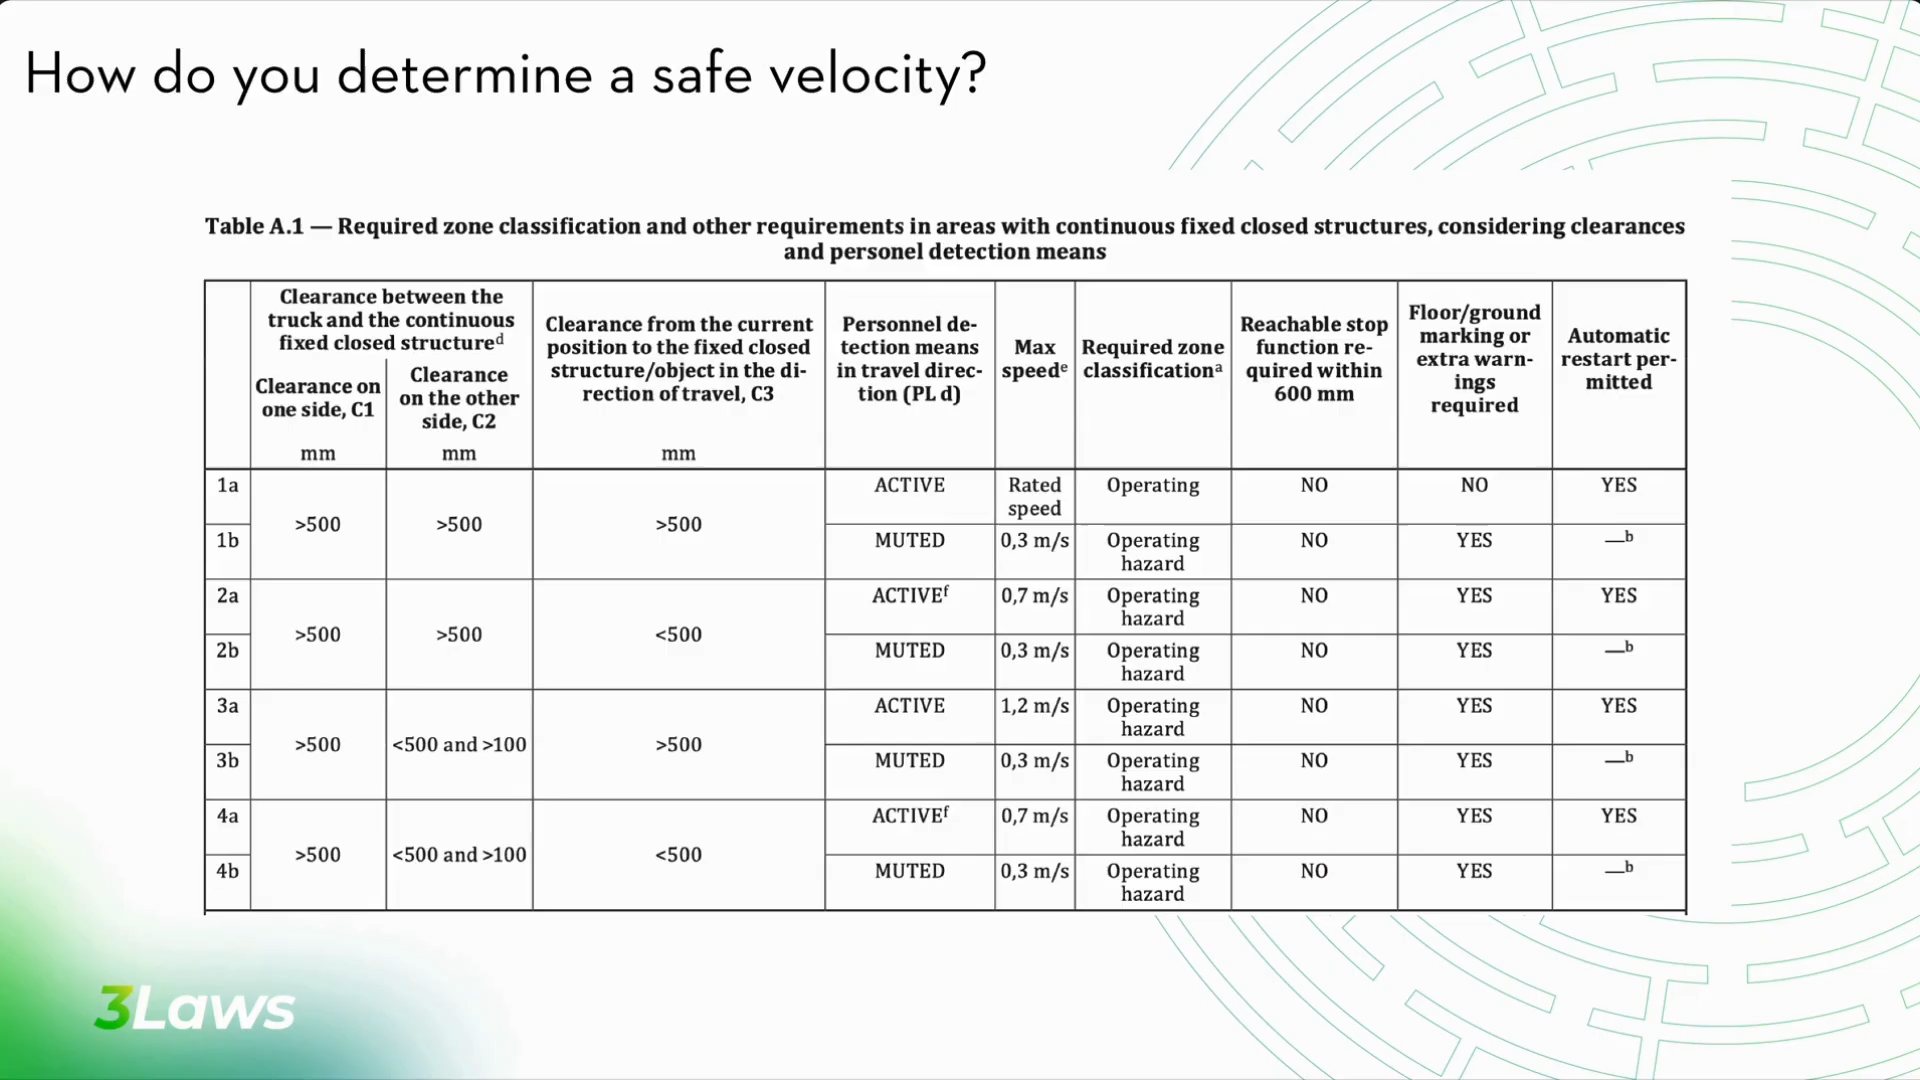 How do you determine a safe velocity?
Table A.1 — Required zone classification and other requirements in areas with continuous fixed closed structures, considering clearances
and personel detection means
Clearance between the
truck and the continuous
fixed closed structureᵈ
Clearance on
one side, C1
mm
Clearance
on the other
side, C2
mm
Clearance from the current
position to the fixed closed
structure/object in the di-
rection of travel, C3
mm
Personnel de-
tection means
in travel direc-
tion (PL d)
Max
speedᵉ
Required zone
classificationᵃ
Reachable stop
function re-
quired within
600 mm
Floor/ground
marking or
extra warn-
ings
required
Automatic
restart per-
mitted
1a
>500
>500
>500
ACTIVE
Rated
speed
Operating
NO
NO
YES
1b
MUTED
0,3 m/s
Operating
hazard
NO
YES
—ᵇ
2a
>500
>500
<500
ACTIVEᶠ
0,7 m/s
Operating
hazard
NO
YES
YES
2b
MUTED
0,3 m/s
Operating
hazard
NO
YES
—ᵇ
3a
>500
<500 and >100
>500
ACTIVE
1,2 m/s
Operating
hazard
NO
YES
YES
3b
MUTED
0,3 m/s
Operating
hazard
NO
YES
—ᵇ
4a
>500
<500 and >100
<500
ACTIVEᶠ
0,7 m/s
Operating
hazard
NO
YES
YES
4b
MUTED
0,3 m/s
Operating
hazard
NO
YES
—ᵇ
3Laws